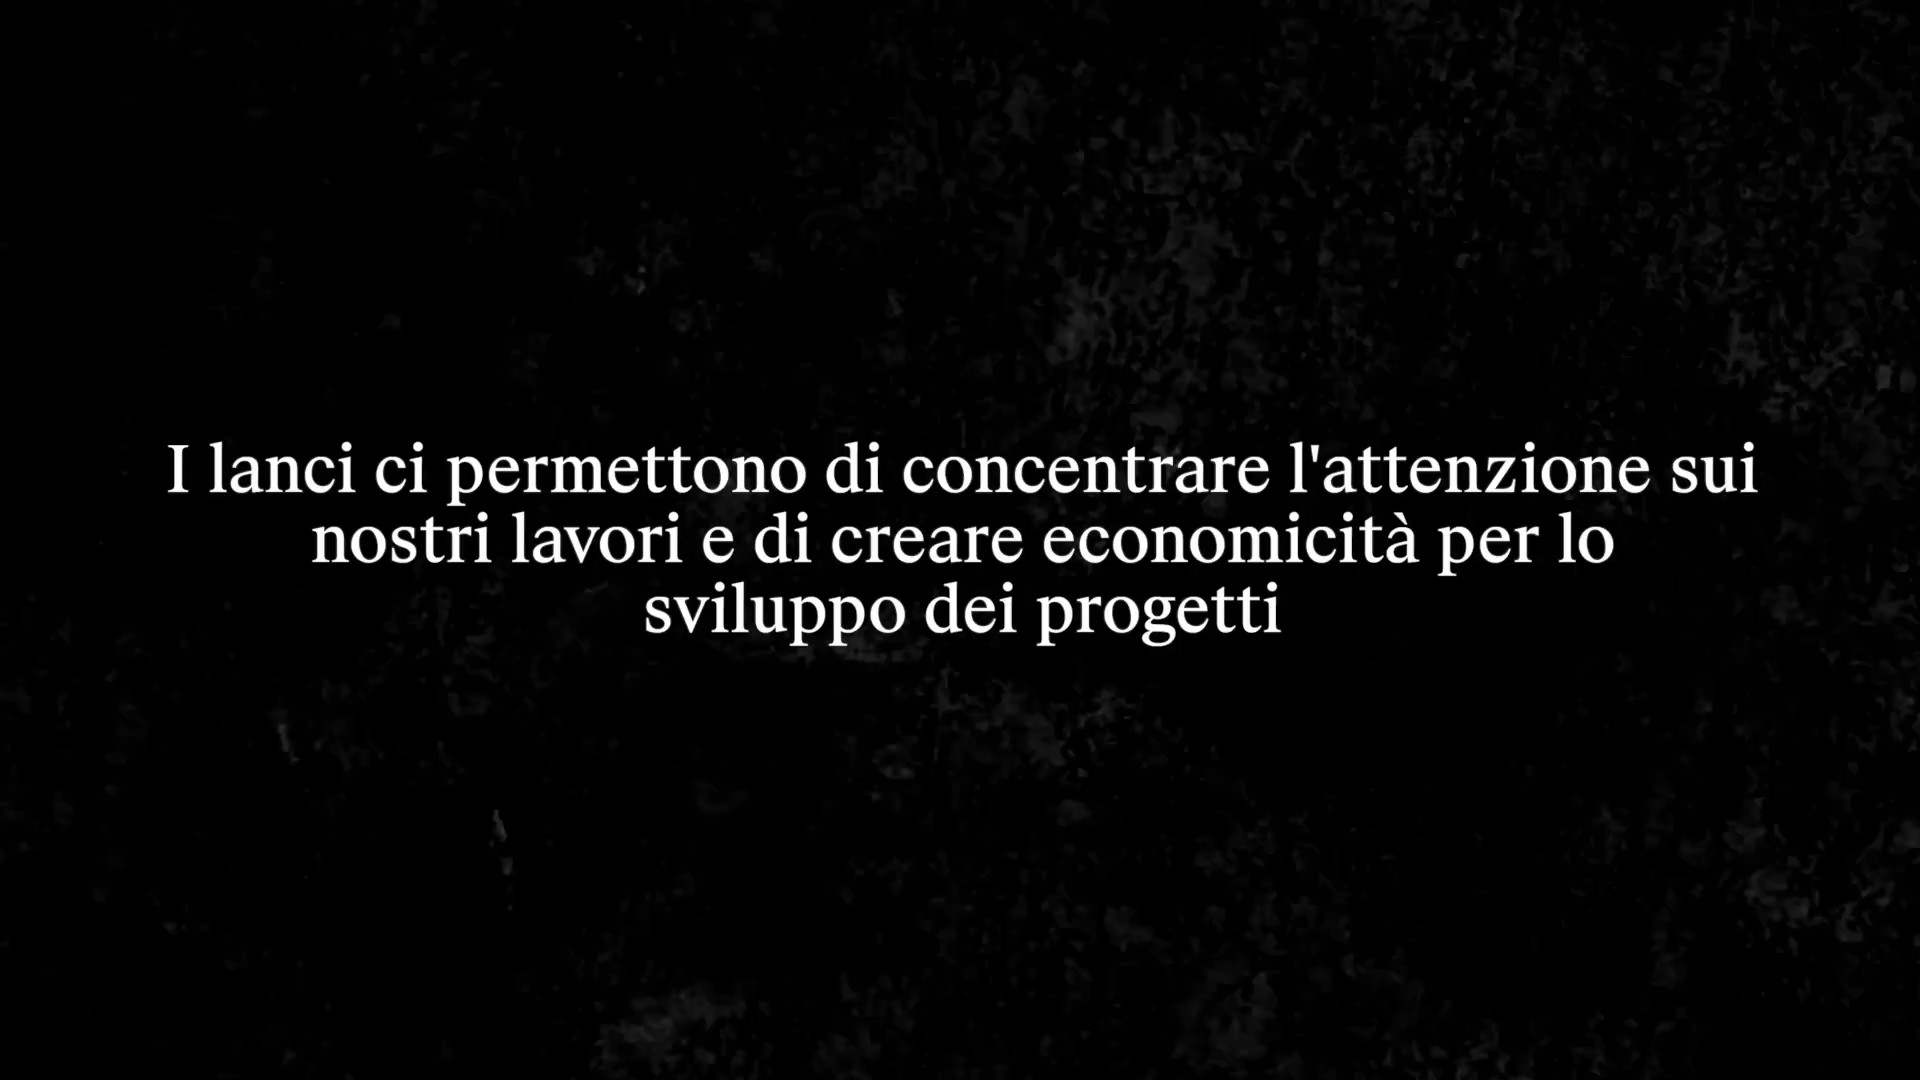 I lanci ci permettono di concentrare l'attenzione sui
nostri lavori e di creare economicità per lo
sviluppo dei progetti